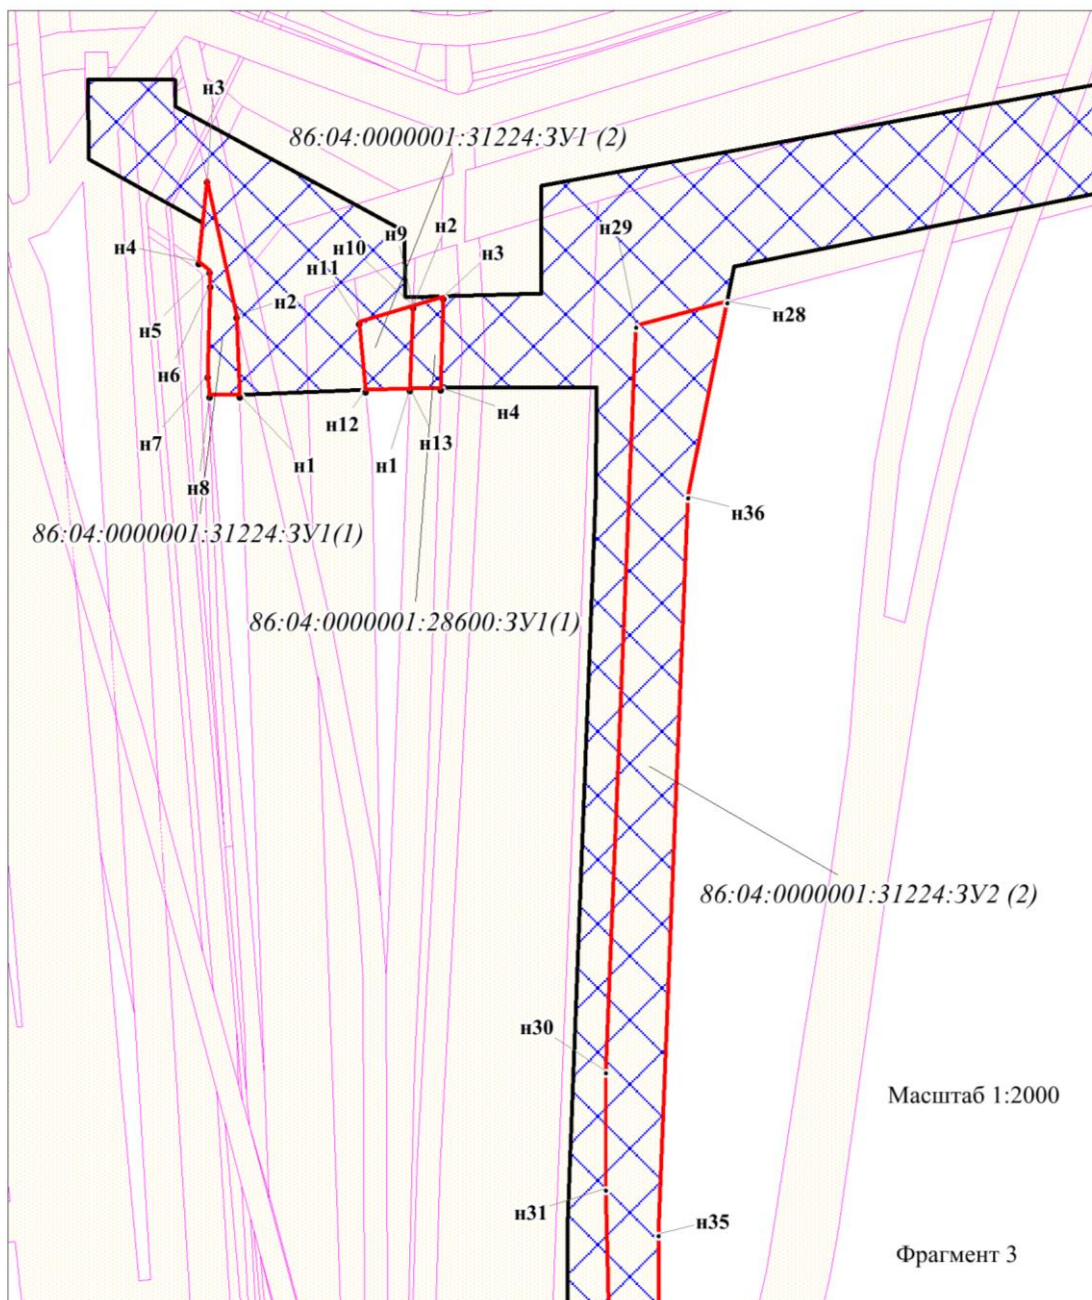 н3
86:04:0000001:31224:ЗУ1 (2)
н9
н2
н29
н10
н3
н4
н11
н2
н28
н5
н6
н12
н4
н7
н1
н1
н13
н8
н36
86:04:0000001:31224:ЗУ1(1)
86:04:0000001:28600:ЗУ1(1)
86:04:0000001:31224:ЗУ2 (2)
н30
Масштаб 1:2000
н31
н35
Фрагмент 3